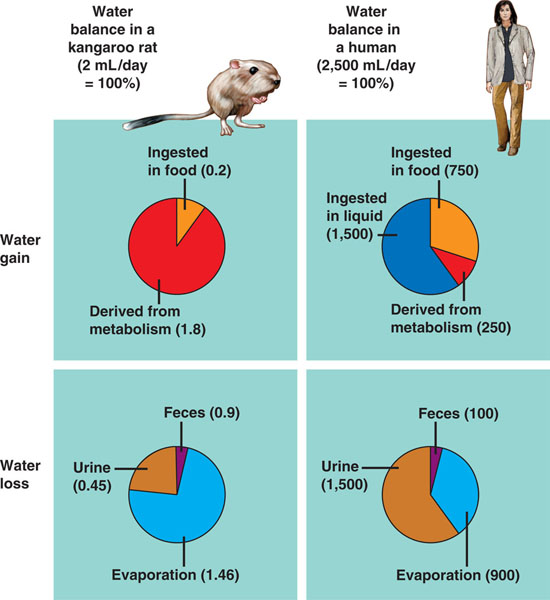 Water
balance in a
kangaroo rat
(2 mL/day
= 100%)
Water
balance in
a human
(2,500 mL/day
= 100%)
Water
gain
Ingested
in food (0.2)
Derived from
metabolism (1.8)
Ingested
in food (750)
Ingested
in liquid
(1,500)
Derived from
metabolism (250)
Water
loss
Feces (0.9)
Urine
(0.45)
Evaporation (1.46)
Feces (100)
Urine
(1,500)
Evaporation (900)